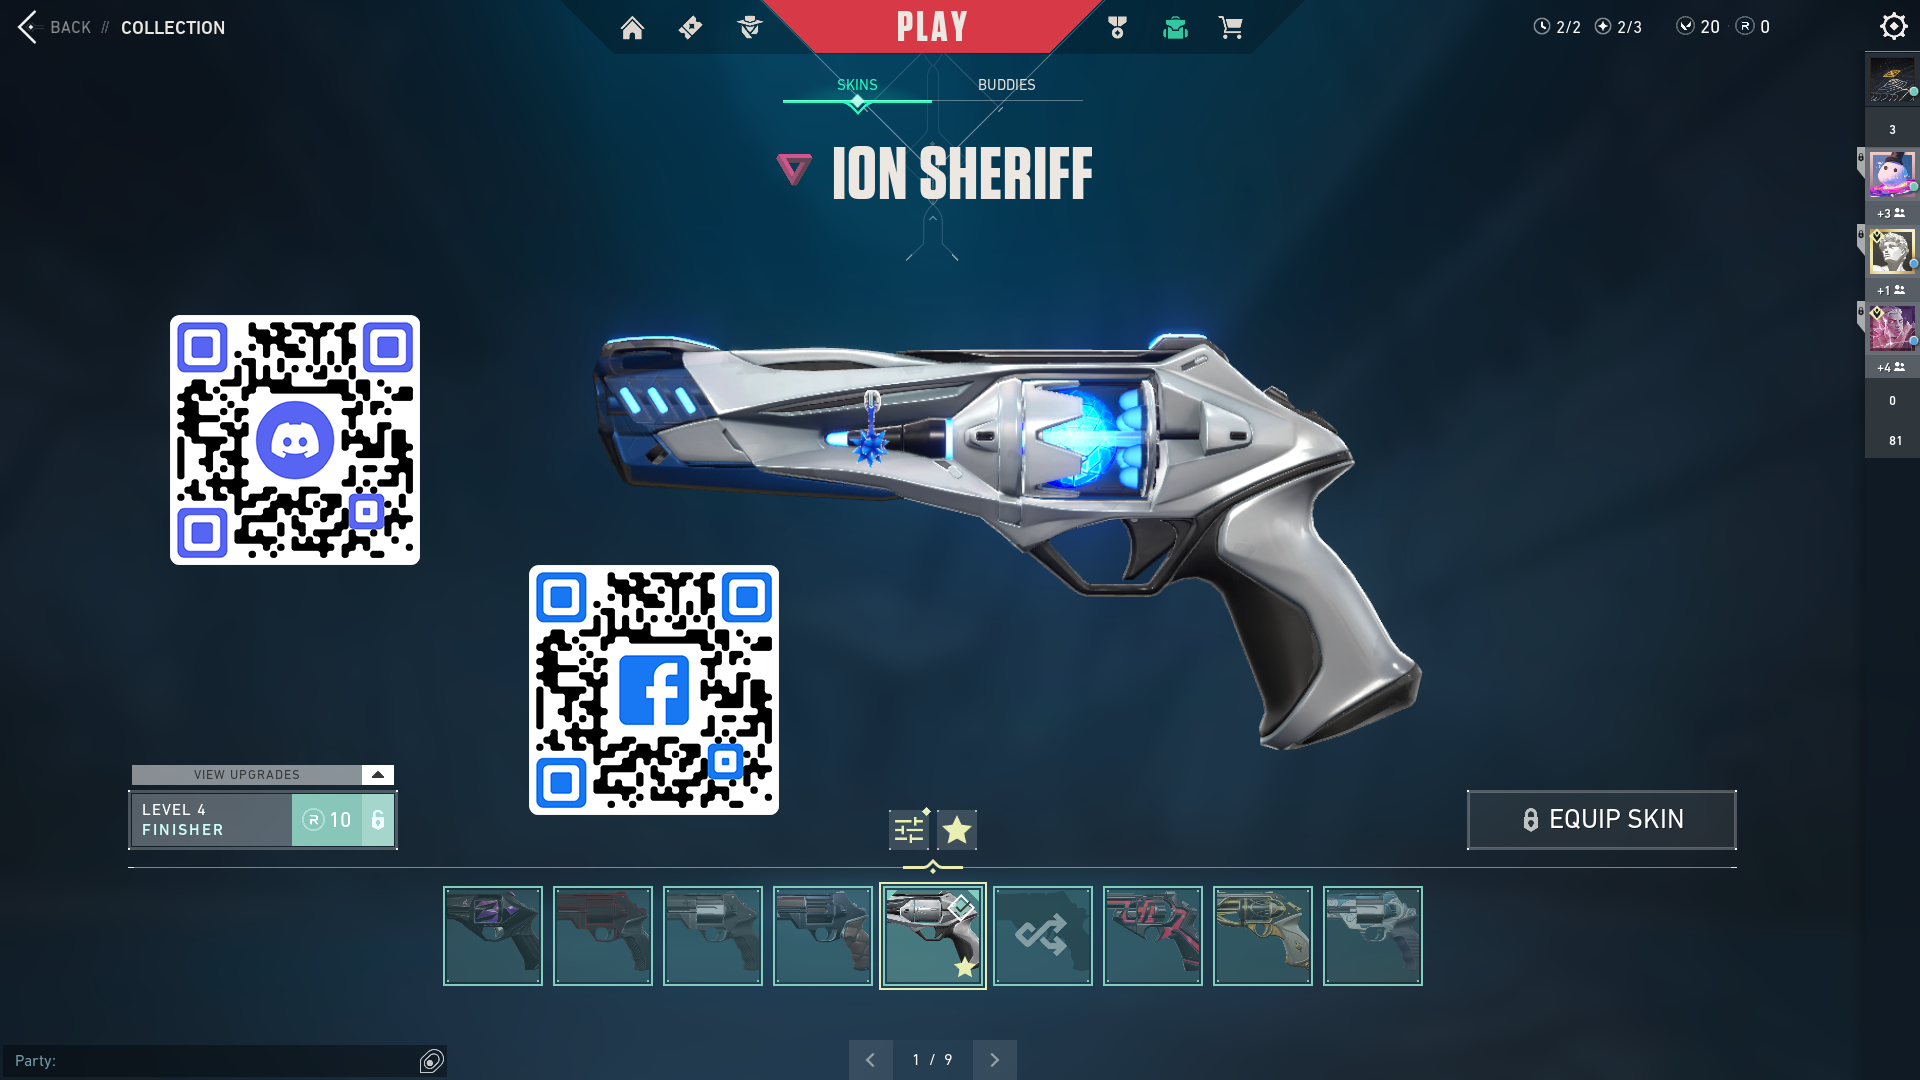 BACK // COLLECTION
PLAY
2/2 2/3 20 R 0
SKINS
BUDDIES
ION SHERIFF
3
+3
+1
+4
0
81
VIEW UPGRADES
LEVEL 4
FINISHER
R 10
EQUIP SKIN
Party:
1 / 9